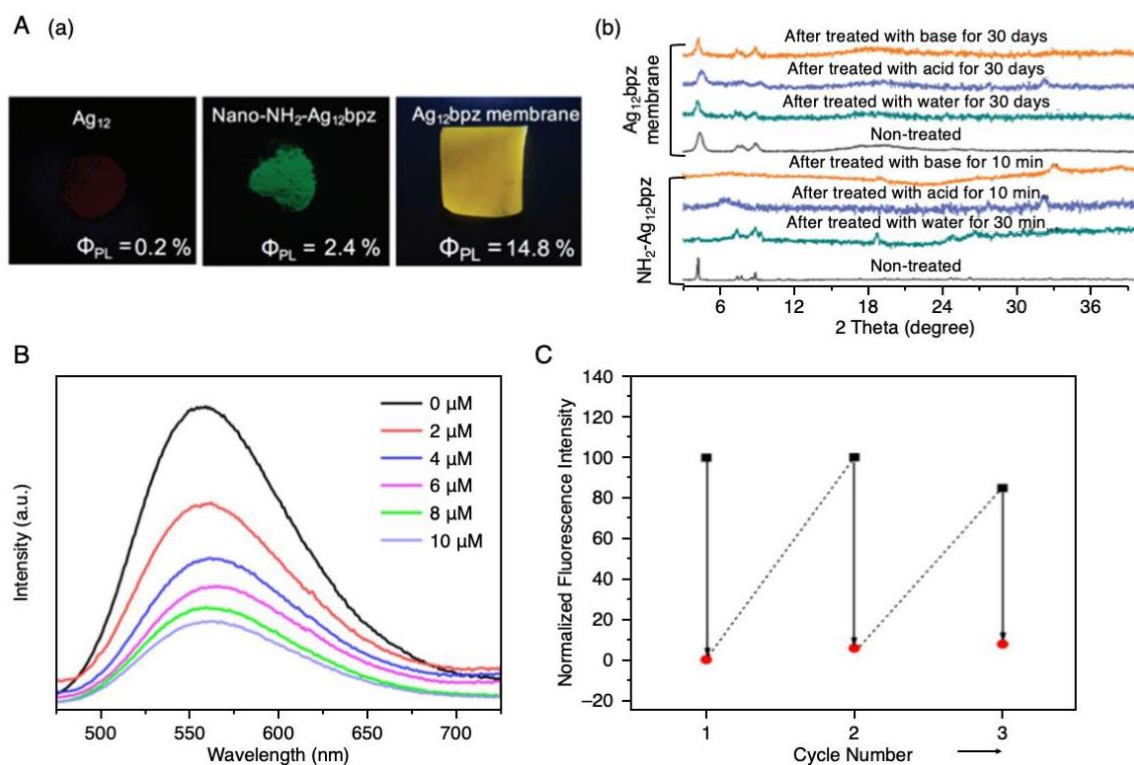 A (a)
Ag₁₂
Φ_PL = 0.2 %
Nano-NH₂-Ag₁₂bpz
Φ_PL = 2.4 %
Ag₁₂bpz membrane
Φ_PL = 14.8 %
(b)
Ag₁₂bpz
membrane
After treated with base for 30 days
After treated with acid for 30 days
After treated with water for 30 days
Non-treated
NH₂-Ag₁₂bpz
After treated with base for 10 min
After treated with acid for 10 min
After treated with water for 30 min
Non-treated
6 12 18 24 30 36
2 Theta (degree)
B
Intensity (a.u.)
0 μM
2 μM
4 μM
6 μM
8 μM
10 μM
500 550 600 650 700
Wavelength (nm)
C
Normalized Fluorescence Intensity
140
120
100
80
60
40
20
0
–20
1 2 3
Cycle Number